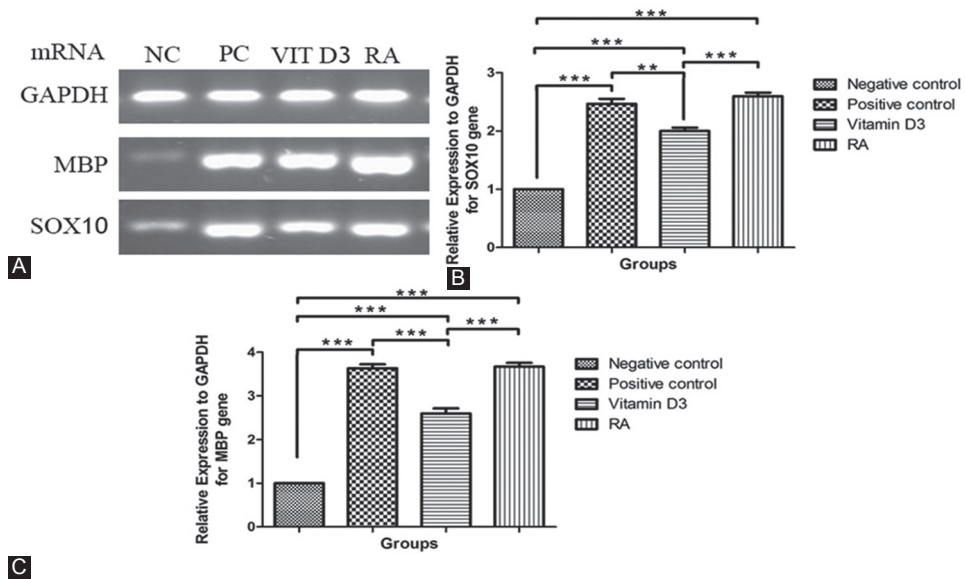 mRNA NC PC VIT D3 RA
GAPDH
MBP
SOX10
A
B
***
***
***
*** **
3
2
1
0
Relative Expression to GAPDH
for SOX10 gene
Groups
Negative control
Positive control
Vitamin D3
RA
***
***
***
*** ***
4
3
2
1
0
Relative Expression to GAPDH
for MBP gene
Groups
Negative control
Positive control
Vitamin D3
RA
C